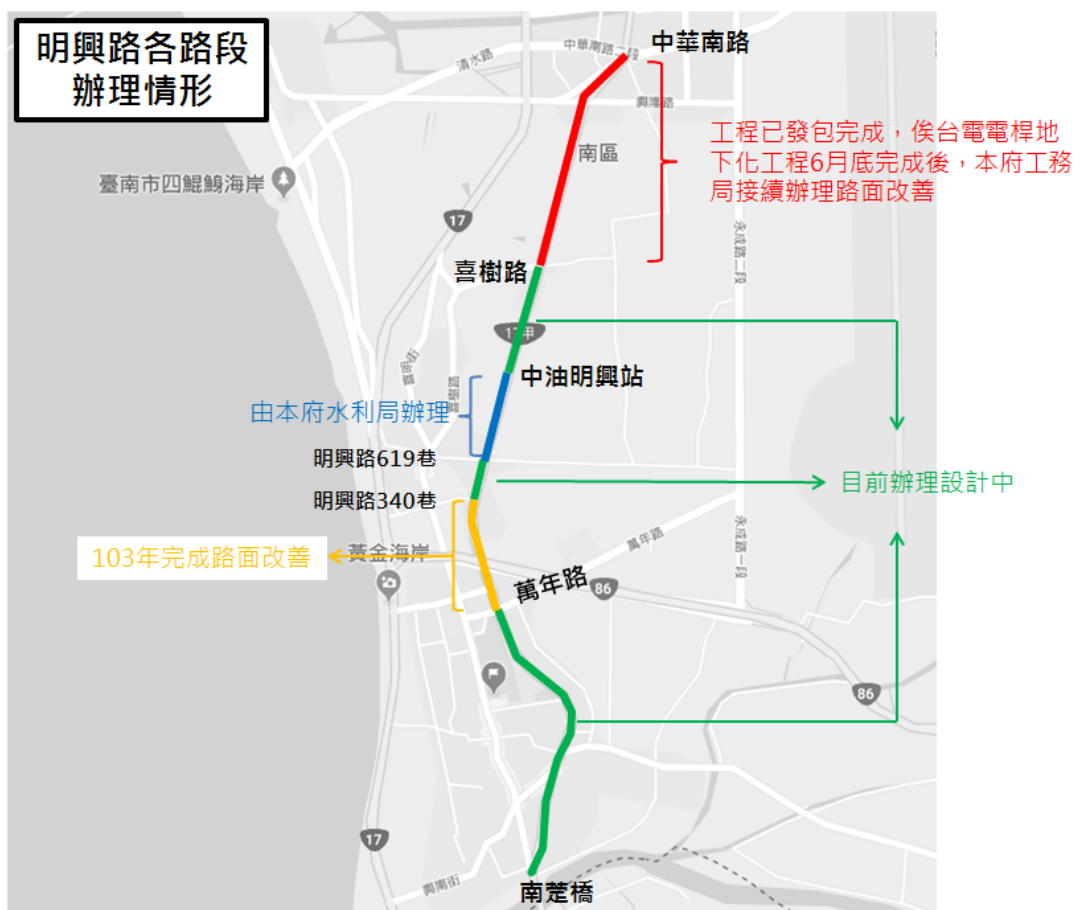 明興路各路段
辦理情形
中華南路二段
中華南路
清水路
興隆路
南區
工程已發包完成，俟台電電桿地
下化工程6月底完成後，本府工務
局接續辦理路面改善
臺南市四鯤鯓海岸
17
永成路二段
喜樹路
17甲
中油明興站
由本府水利局辦理
明興路619巷
明興路340巷
目前辦理設計中
103年完成路面改善
黃金海岸
萬年路
永成路一段
萬年路
86
86
17
興南街
南萣橋